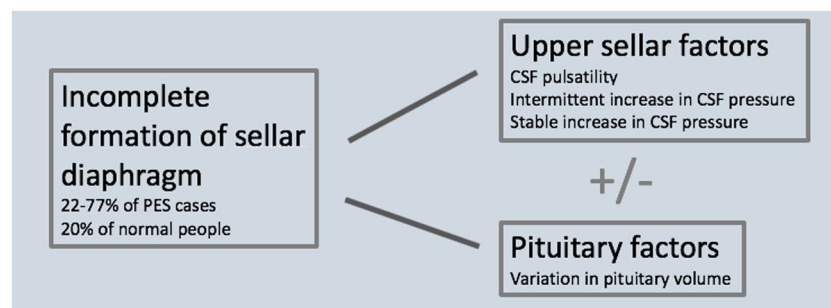 Incomplete
formation of sellar
diaphragm
22-77% of PES cases
20% of normal people
Upper sellar factors
CSF pulsatility
Intermittent increase in CSF pressure
Stable increase in CSF pressure
+/-
Pituitary factors
Variation in pituitary volume